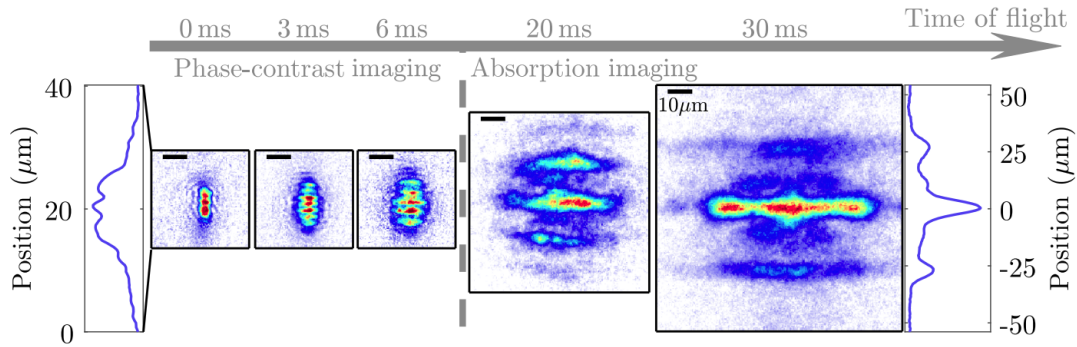 0 ms 3 ms 6 ms 20 ms 30 ms Time of flight
Phase-contrast imaging Absorption imaging
Position (μm)
40
20
0
10μm
50
25
0
-25
-50
Position (μm)